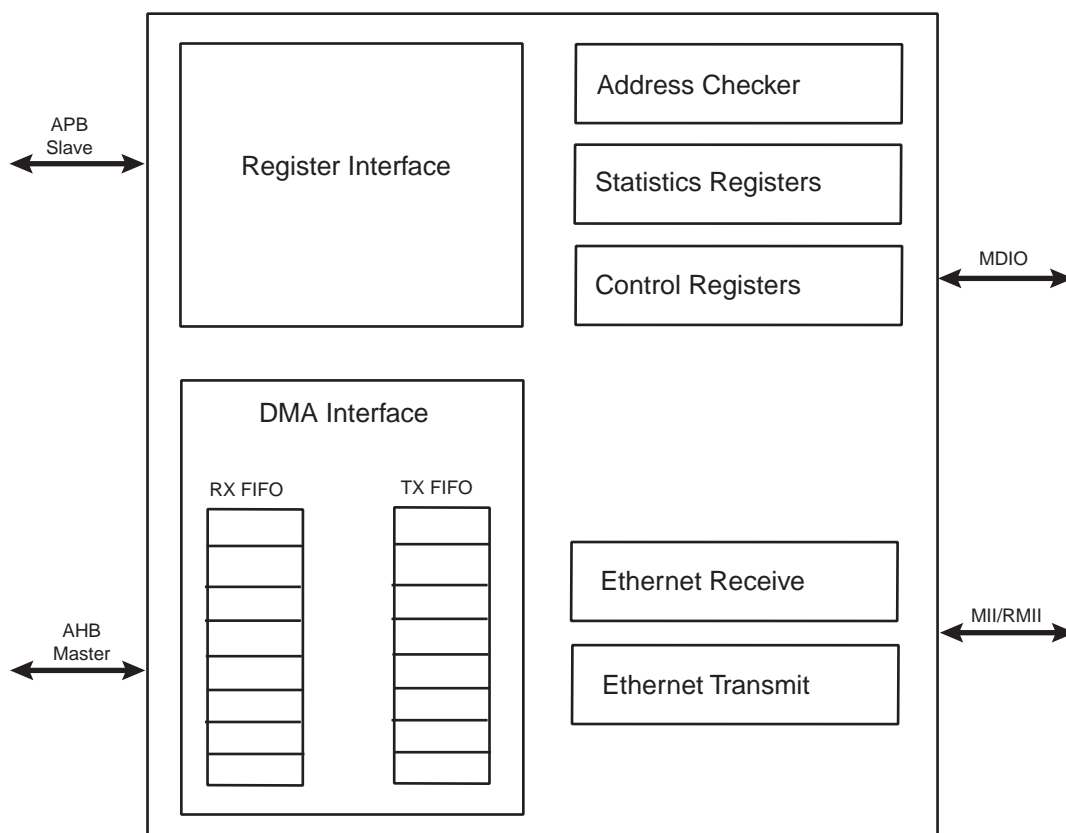 APB
Slave
Register Interface
Address Checker
Statistics Registers
Control Registers
MDIO
DMA Interface
RX FIFO
TX FIFO
AHB
Master
Ethernet Receive
Ethernet Transmit
MII/RMII